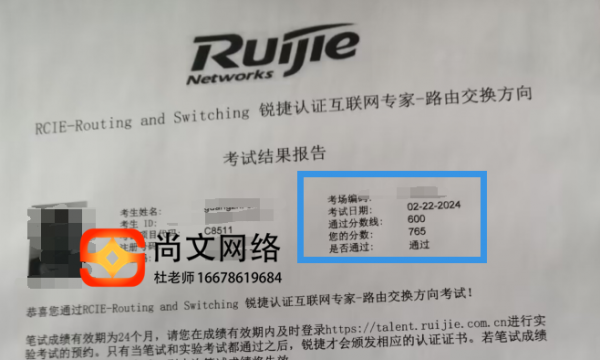 Ruijie
Networks
RCIE-Routing and Switching 锐捷认证互联网专家-路由交换方向
考试结果报告
考生姓名:
考生 ID:
项目代码: C8511
考场编码:
考试日期: 02-22-2024
通过分数线: 600
您的分数: 765
是否通过: 通过
尚文网络
杜老师 16678619684
恭喜您通过RCIE-Routing and Switching 锐捷认证互联网专家-路由交换方向考试!
笔试成绩有效期为24个月，请您在成绩有效期内及时登录https://talent.ruijie.com.cn进行实
验考试的预约。只有当笔试和实验考试都通过之后，锐捷才会颁发相应的认证证书。若笔试成绩